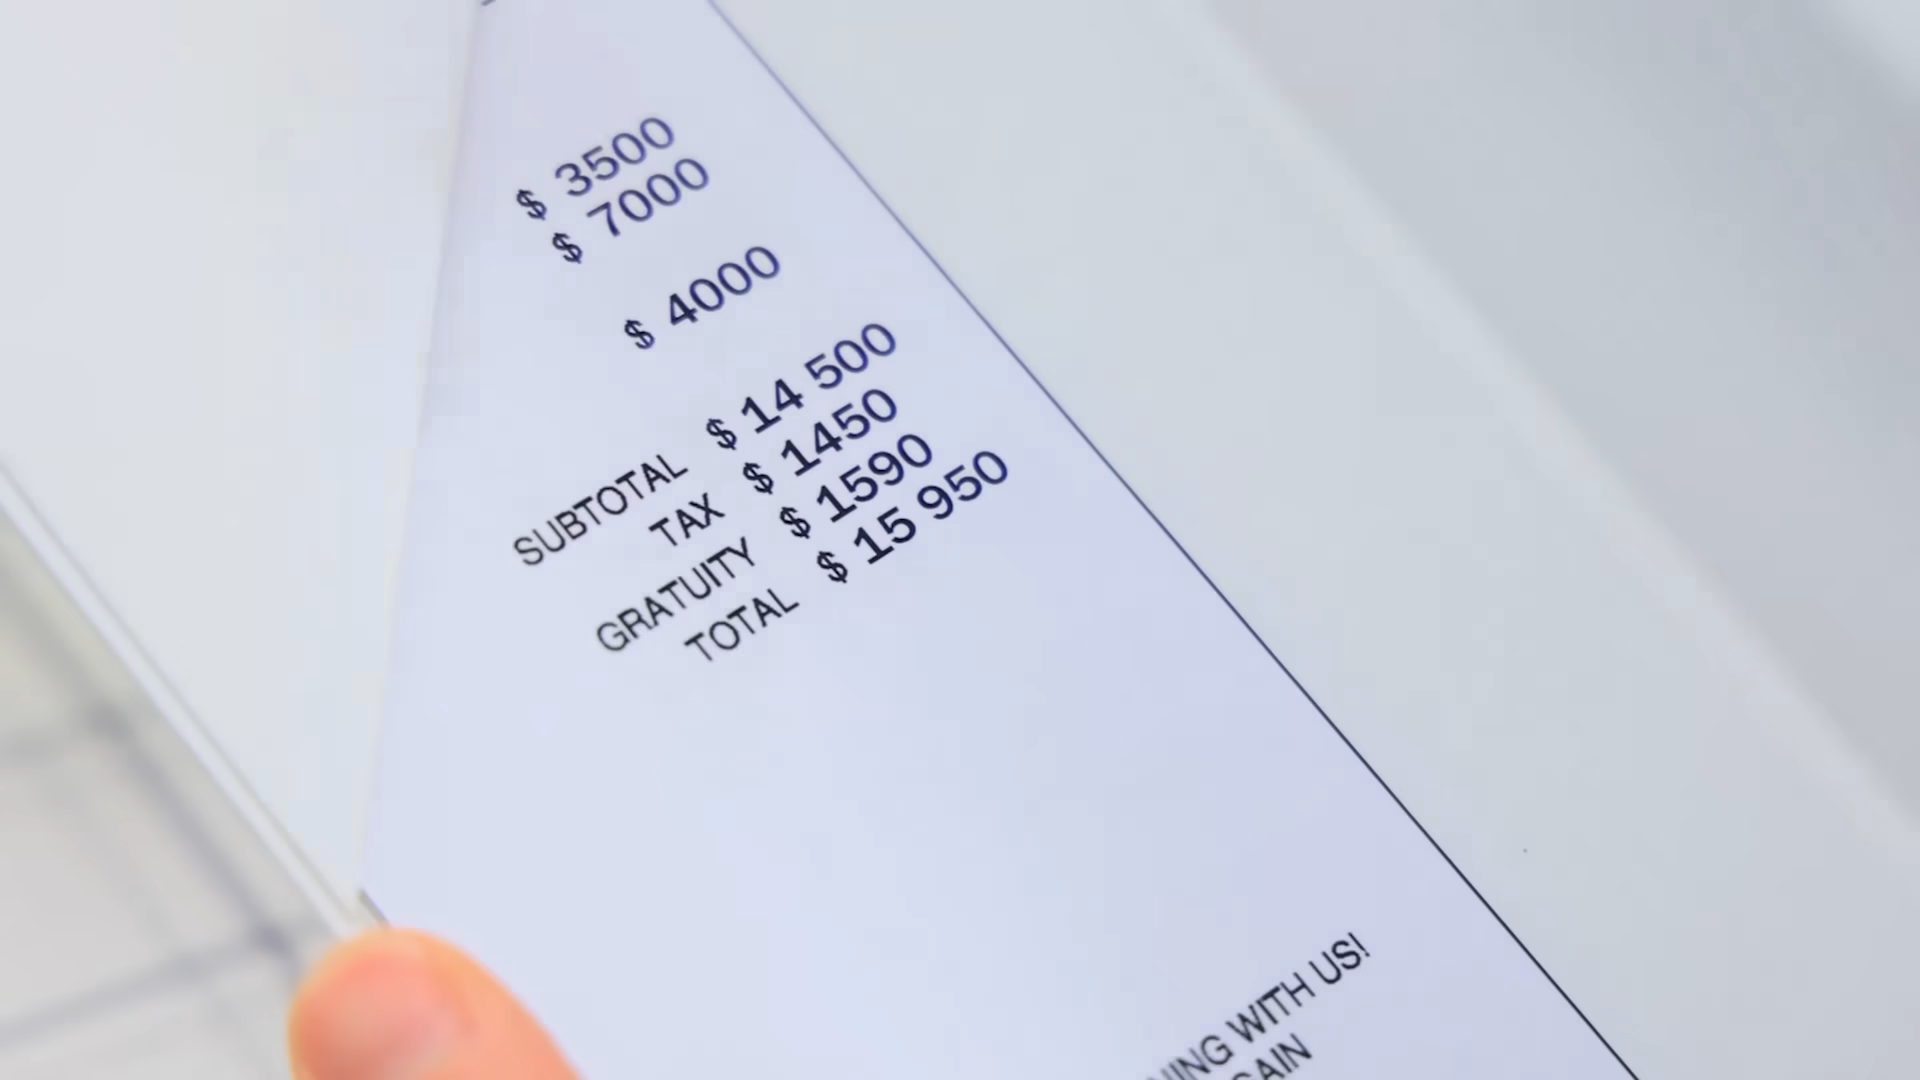 $ 3500
$ 7000
$ 4000
SUBTOTAL $ 14 500
TAX $ 1450
GRATUITY $ 1590
TOTAL $ 15 950
WITH US!